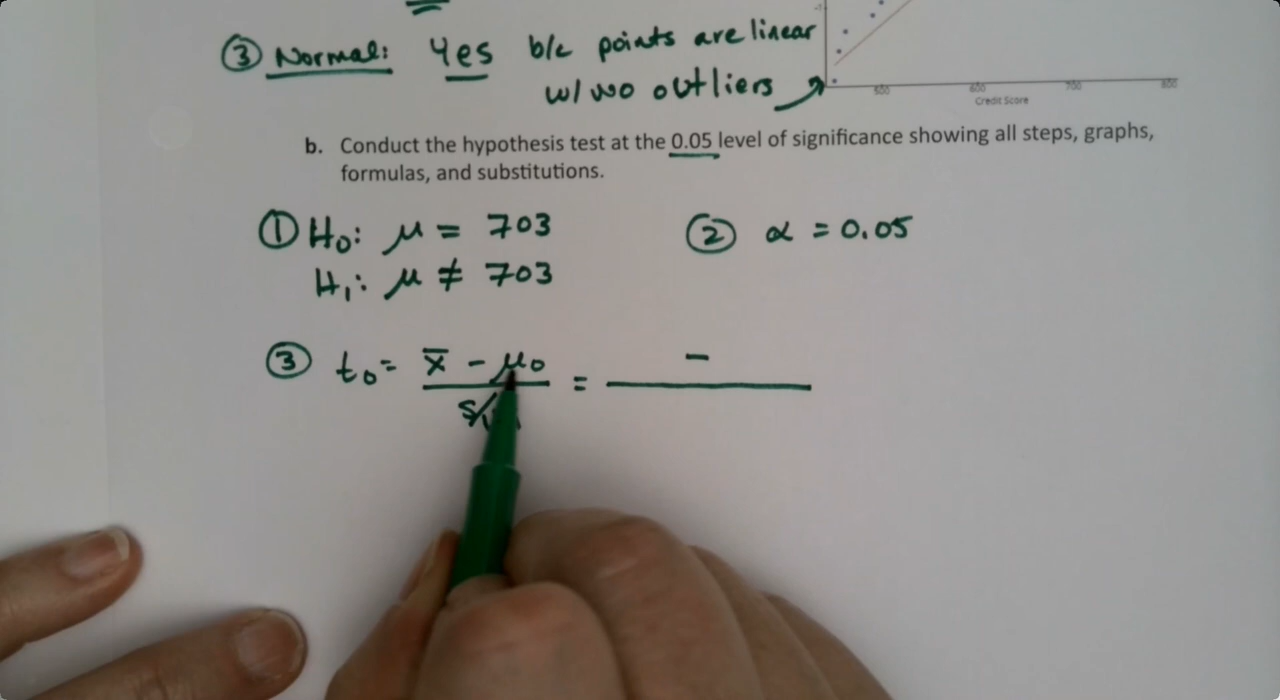 ③ Normal: Yes b/c points are linear
w/ no outliers
500 600 700 800
Credit Score
b. Conduct the hypothesis test at the 0.05 level of significance showing all steps, graphs,
formulas, and substitutions.
① H₀: μ = 703 ② α = 0.05
H₁: μ ≠ 703
③ t₀ = x̄ - μ₀ = -
s/